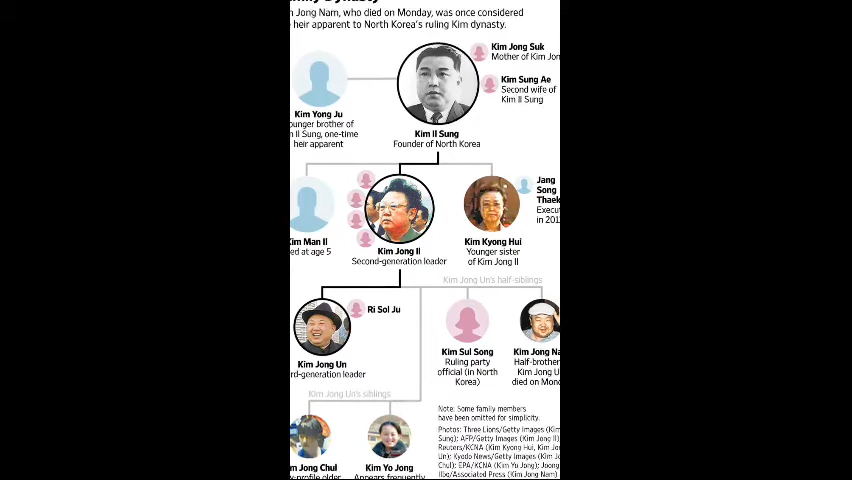 m Jong Nam, who died on Monday, was once considered
heir apparent to North Korea's ruling Kim dynasty.
Kim Jong Suk
Mother of Kim Jon
Kim Sung Ae
Second wife of
Kim Il Sung
Kim Yong Ju
ounger brother of
m Il Sung, one-time
heir apparent
Kim Il Sung
Founder of North Korea
Jang
Song
Thaek
Execut
in 201
Kim Man Il
ed at age 5
Kim Jong Il
Second-generation leader
Kim Kyong Hui
Younger sister
of Kim Jong Il
Kim Jong Un's half-siblings
Ri Sol Ju
Kim Jong Un
rd-generation leader
Kim Sul Song
Ruling party
official (in North
Korea)
Kim Jong Na
Half-brother
Kim Jong U
died on Mond
Kim Jong Un's siblings
m Jong Chul
Kim Yo Jong
Appears frequently
Note: Some family members
have been omitted for simplicity.
Photos: Three Lions/Getty Images (Kim
Sung); AFP/Getty Images (Kim Jong Il)
Reuters/KCNA (Kim Kyong Hui, Kim Jo
Un); Kyodo News/Getty Images (Kim J
Chul); EPA/KCNA (Kim Yo Jong); Joong
Ilbo/Associated Press (Kim Jong Nam)